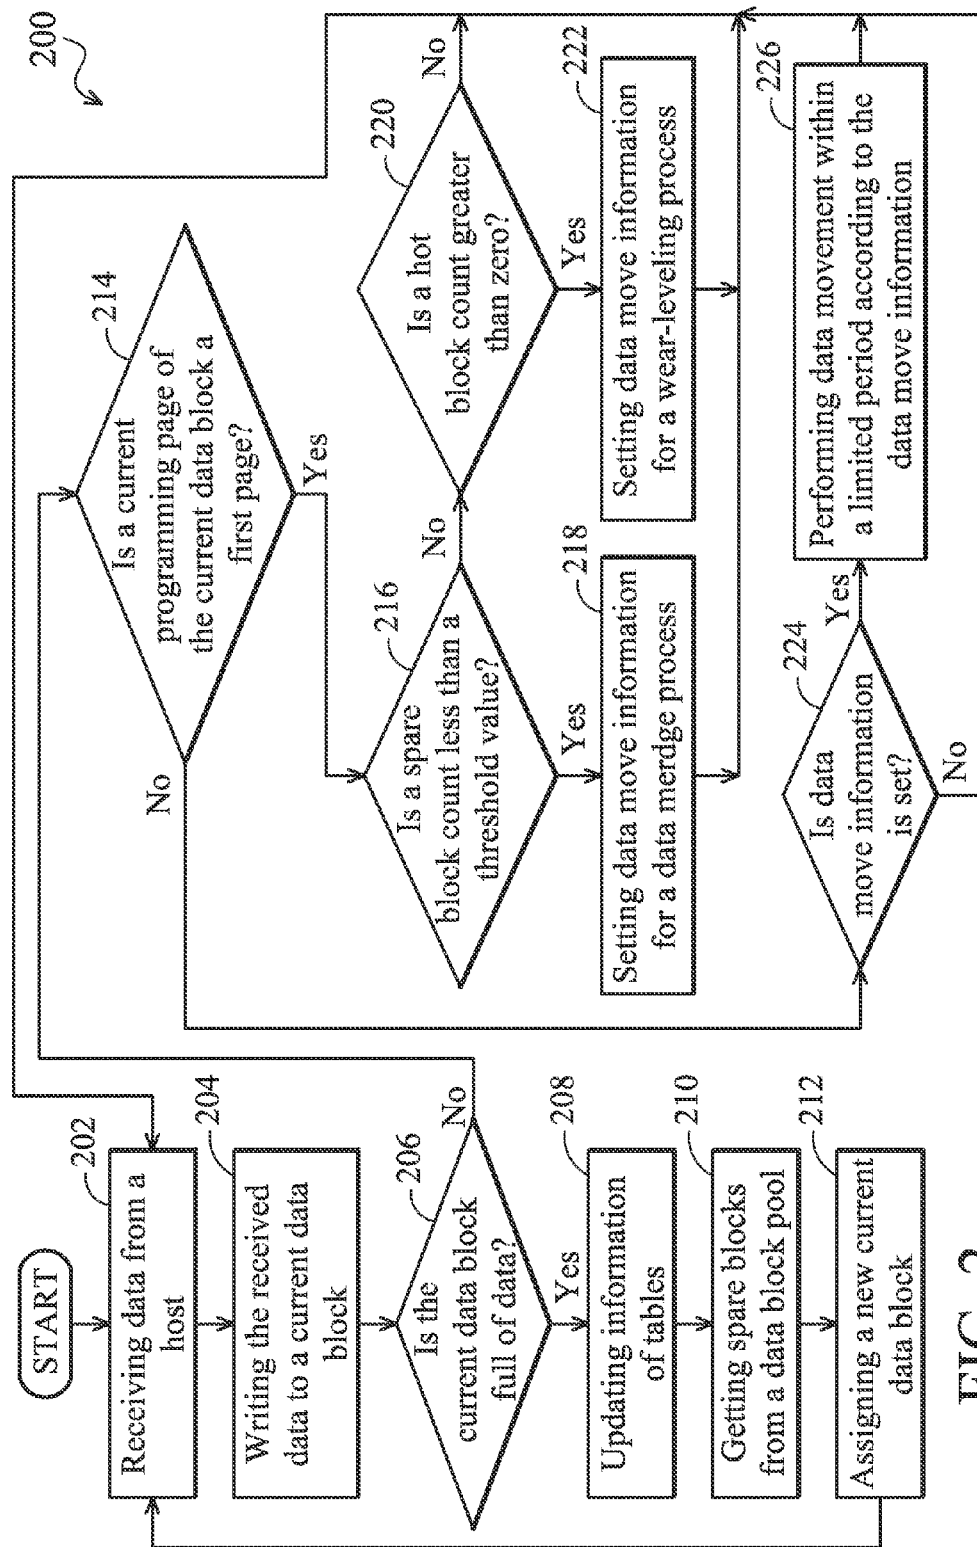 200
START
202
Receiving data from a
host
204
Writing the received
data to a current data
block
206
Is the
current data block
full of data?
No
Yes
208
Updating information
of tables
210
Getting spare blocks
from a data block pool
212
Assigning a new current
data block
214
Is a current
programming page of
the current data block a
first page?
No
Yes
216
Is a spare
block count less than a
threshold value?
No
Yes
218
Setting data move information
for a data merdge process
220
Is a hot
block count greater
than zero?
No
Yes
222
Setting data move information
for a wear-leveling process
224
Is data
move information
is set?
Yes
No
226
Performing data movement within
a limited period according to the
data move information